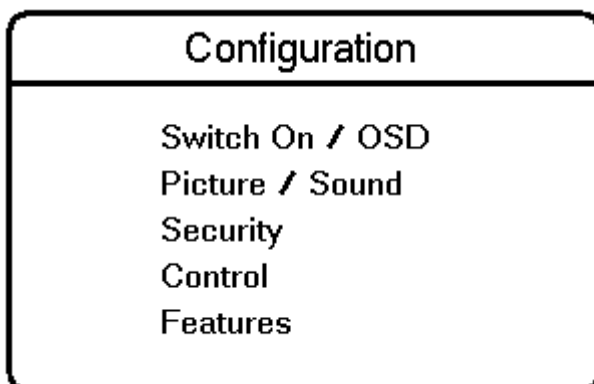 Configuration
Switch On / OSD
Picture / Sound
Security
Control
Features